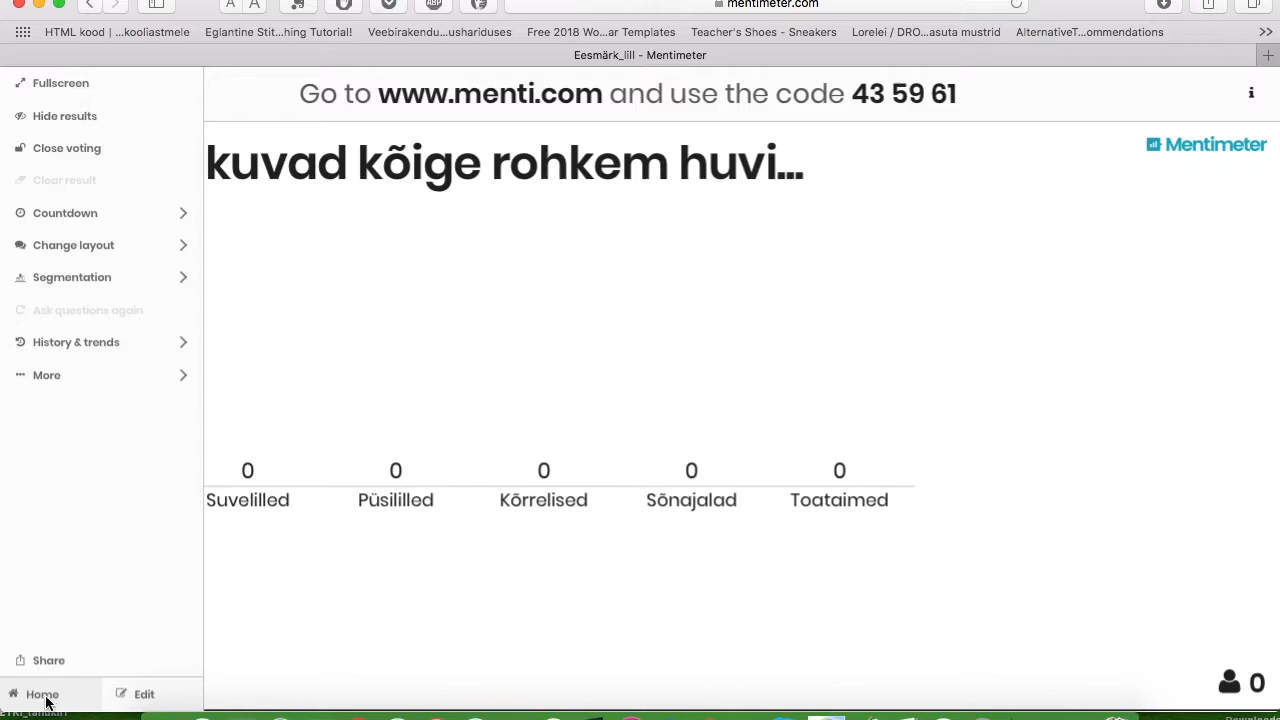 mentimeter.com
HTML kood | ...kooliastmele
Eglantine Stit...hing Tutorial!
Veebirakendu...ushariduses
Free 2018 Wo...ar Templates
Teacher's Shoes - Sneakers
Lorelei / DRO...asuta mustrid
AlternativeT...ommendations
Eesmärk_lill - Mentimeter
Fullscreen
Hide results
Close voting
Clear result
Countdown
Change layout
Segmentation
Ask questions again
History & trends
More
Share
Home
Edit
Go to www.menti.com and use the code 43 59 61
Mentimeter
kuvad kõige rohkem huvi...
0 0 0 0 0
Suvelilled Püsililled Kõrrelised Sõnajalad Toataimed
0